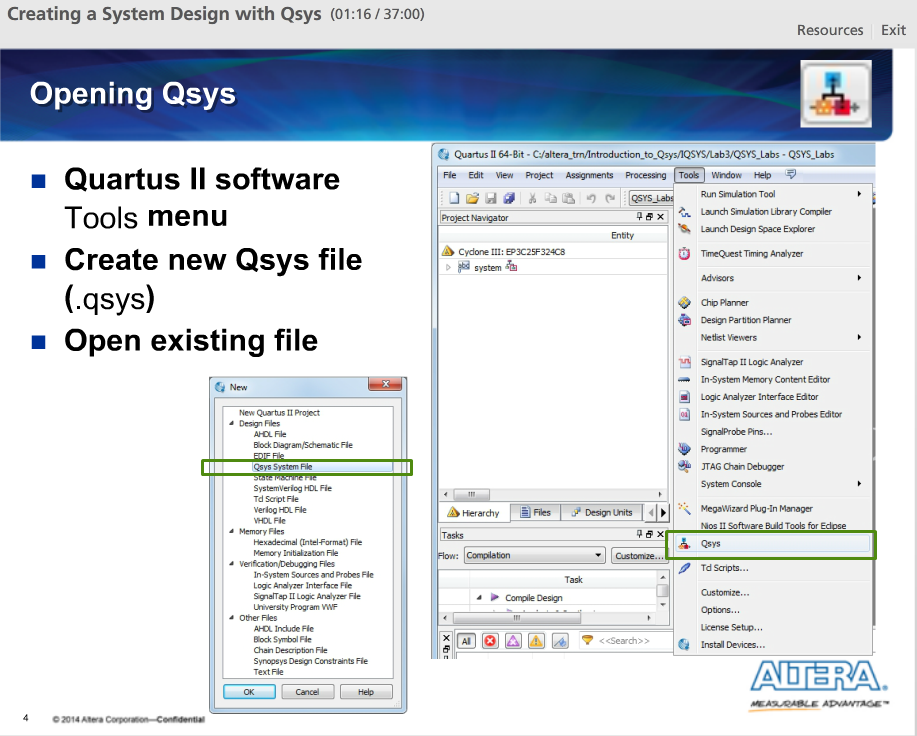 Creating a System Design with Qsys (01:16 / 37:00)
Resources Exit
Opening Qsys
Quartus II software
Tools menu
Create new Qsys file
(.qsys)
Open existing file
New
New Quartus II Project
Design Files
AHDL File
Block Diagram/Schematic File
EDIF File
Qsys System File
State Machine File
SystemVerilog HDL File
Tcl Script File
Verilog HDL File
VHDL File
Memory Files
Hexadecimal (Intel-Format) File
Memory Initialization File
Verification/Debugging Files
In-System Sources and Probes File
Logic Analyzer Interface File
SignalTap II Logic Analyzer File
University Program VWF
Other Files
AHDL Include File
Block Symbol File
Chain Description File
Synopsys Design Constraints File
Text File
OK Cancel Help
Quartus II 64-Bit - C:/altera_trn/Introduction_to_Qsys/IQSYS/Lab3/QSYS_Labs - QSYS_Labs
File Edit View Project Assignments Processing Tools Window Help
QSYS_Labs
Project Navigator
Entity
Cyclone III: EP3C25F324C8
system
Hierarchy Files Design Units
Tasks
Flow: Compilation Customize...
Task
Compile Design
All <<Search>>
Run Simulation Tool
Launch Simulation Library Compiler
Launch Design Space Explorer
TimeQuest Timing Analyzer
Advisors
Chip Planner
Design Partition Planner
Netlist Viewers
SignalTap II Logic Analyzer
In-System Memory Content Editor
Logic Analyzer Interface Editor
In-System Sources and Probes Editor
SignalProbe Pins...
Programmer
JTAG Chain Debugger
System Console
MegaWizard Plug-In Manager
Nios II Software Build Tools for Eclipse
Qsys
Tcl Scripts...
Customize...
Options...
License Setup...
Install Devices...
ALTERA.
MEASURABLE ADVANTAGE™
4 © 2014 Altera Corporation—Confidential